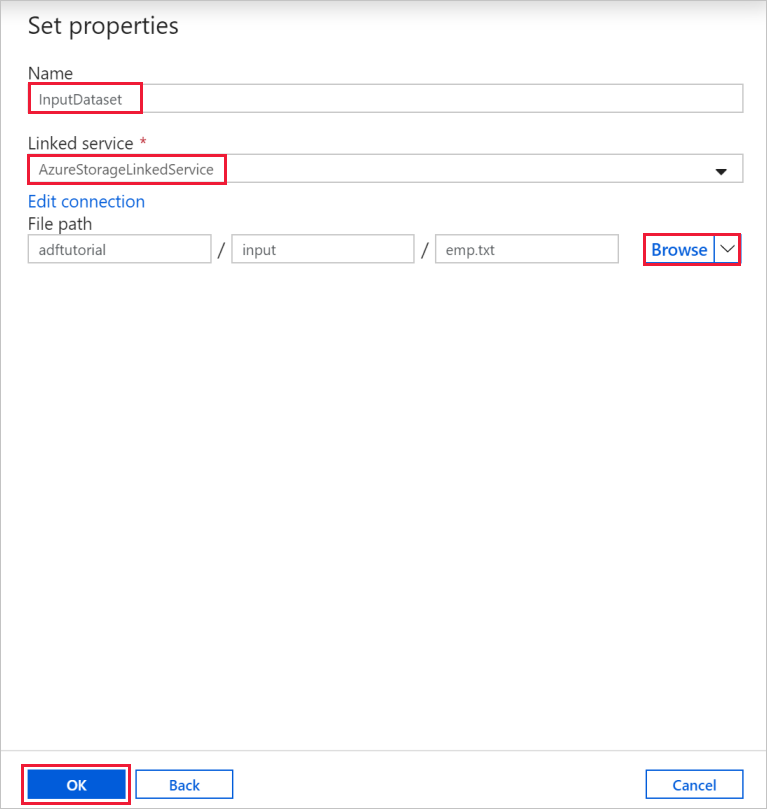 Set properties
Name
InputDataset
Linked service *
AzureStorageLinkedService
Edit connection
File path
adftutorial / input / emp.txt Browse
OK Back Cancel